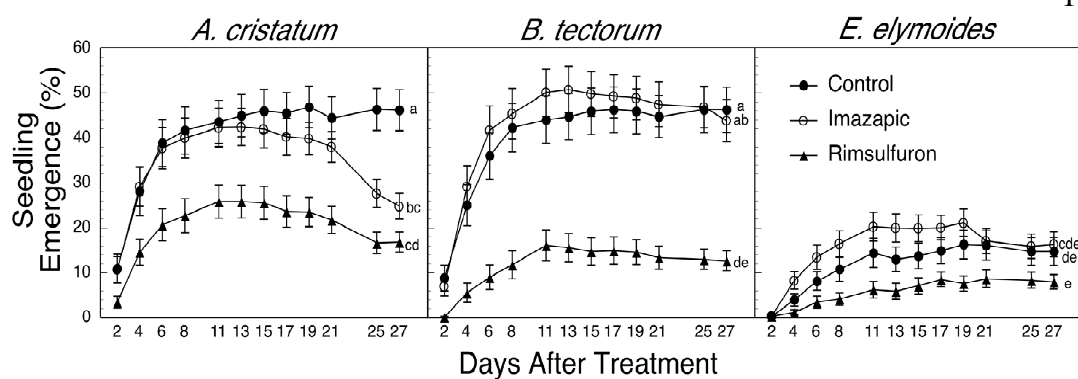 A. cristatum B. tectorum E. elymoides
Seedling
Emergence (%)
60
50
40
30
20
10
0
a
bc
cd
a
ab
de
Control
Imazapic
Rimsulfuron
cde
de
e
2 4 6 8 11 13 15 17 19 21 25 27 2 4 6 8 11 13 15 17 19 21 25 27 2 4 6 8 11 13 15 17 19 21 25 27
Days After Treatment